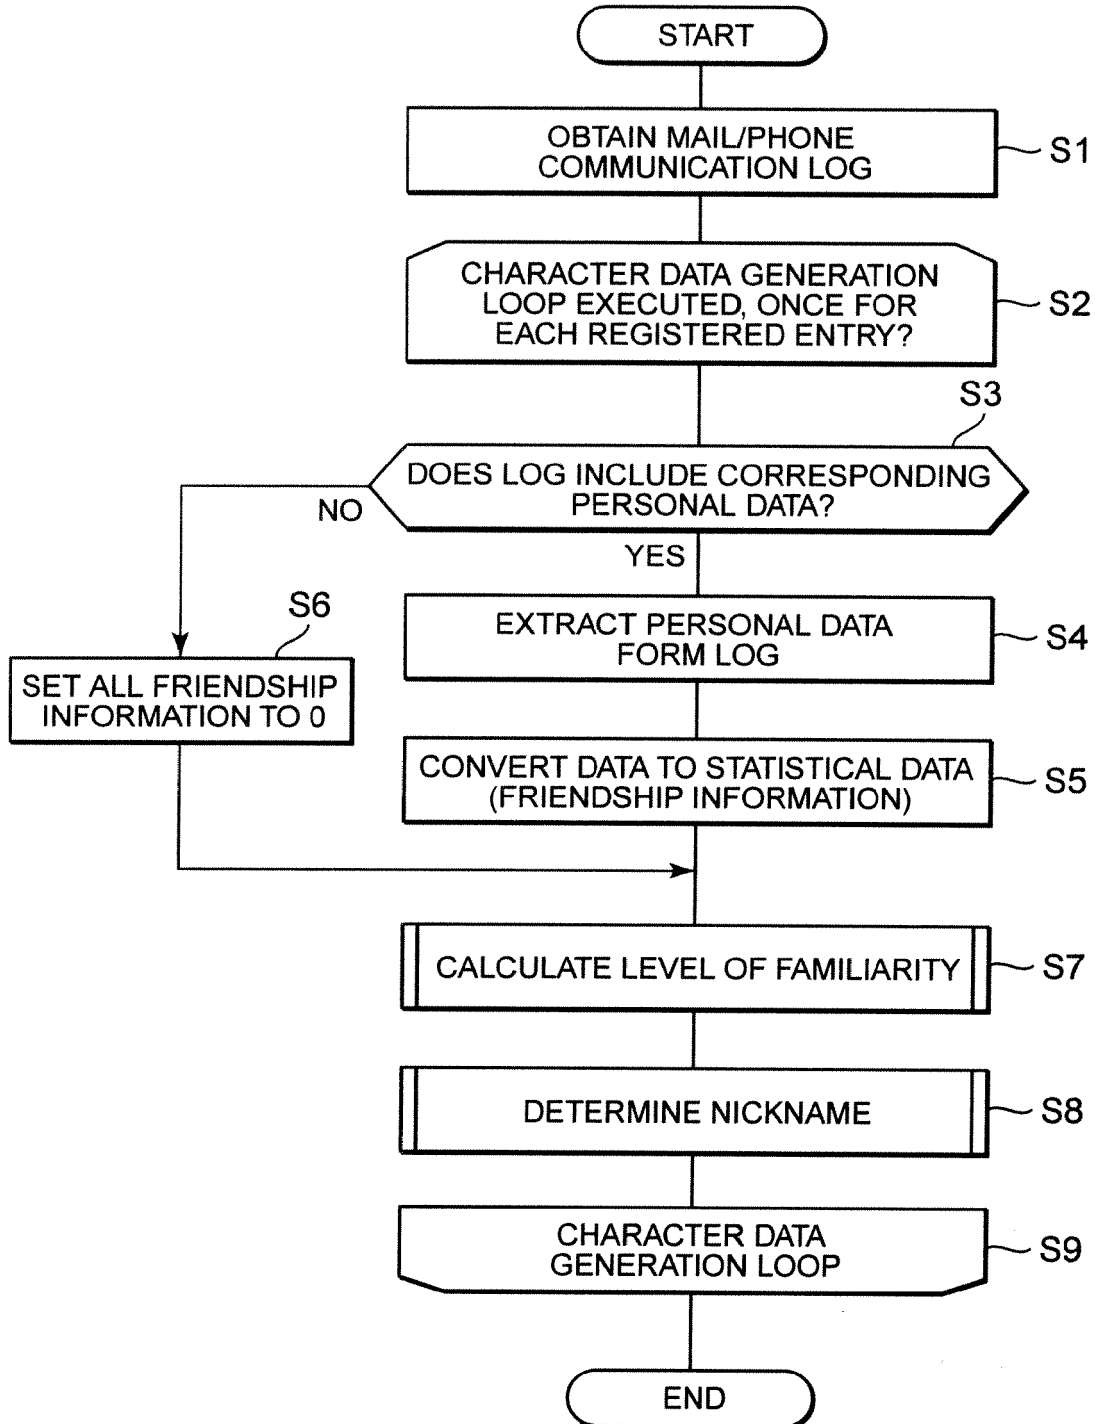 START
OBTAIN MAIL/PHONE
COMMUNICATION LOG
S1
CHARACTER DATA GENERATION
LOOP EXECUTED, ONCE FOR
EACH REGISTERED ENTRY?
S2
S3
DOES LOG INCLUDE CORRESPONDING
PERSONAL DATA?
NO
YES
S6
SET ALL FRIENDSHIP
INFORMATION TO 0
EXTRACT PERSONAL DATA
FORM LOG
S4
CONVERT DATA TO STATISTICAL DATA
(FRIENDSHIP INFORMATION)
S5
CALCULATE LEVEL OF FAMILIARITY
S7
DETERMINE NICKNAME
S8
CHARACTER DATA
GENERATION LOOP
S9
END